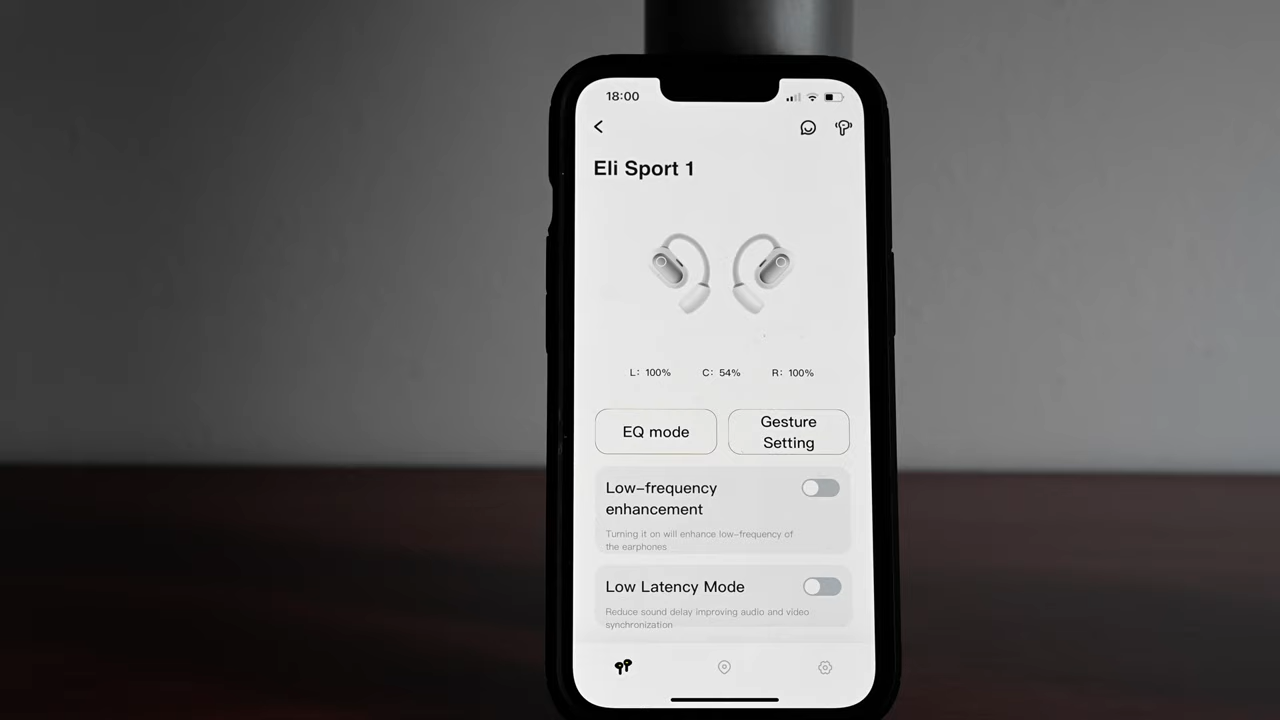 18:00
Eli Sport 1
L: 100% C: 54% R: 100%
EQ mode
Gesture
Setting
Low-frequency
enhancement
Turning it on will enhance low-frequency of
the earphones
Low Latency Mode
Reduce sound delay improving audio and video
synchronization